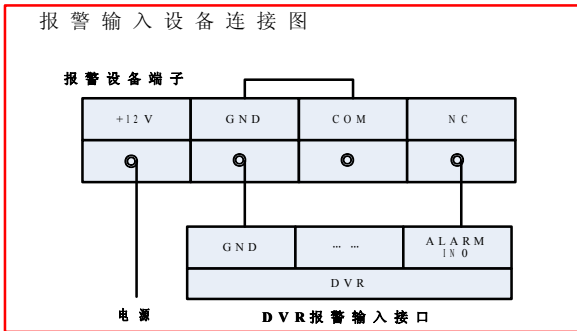 报警输入设备连接图
报警设备端子
+12V GND COM NC
GND ... ... ALARM IN 0
DVR
电源 DVR报警输入接口